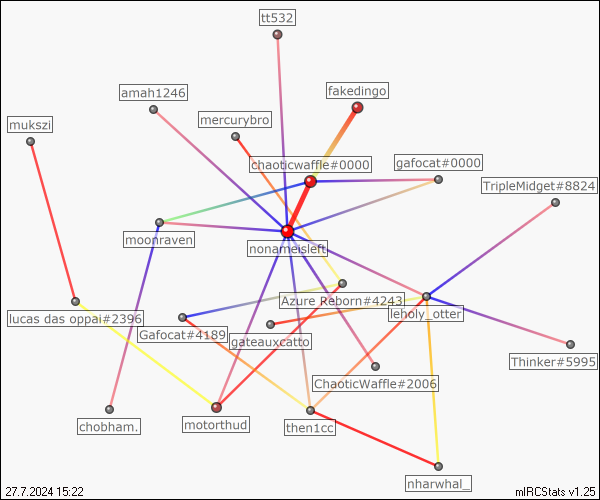 tt532
fakedingo
amah1246
mercurybro
mukszi
chaoticwaffle#0000
gafocat#0000
TripleMidget#8824
moonraven
nonameisleft
Azure Reborn#4243
leholy_otter
lucas das oppai#2396
Gafocat#4189
gateauxcatto
Thinker#5995
ChaoticWaffle#2006
chobham.
motorthud
then1cc
nharwhal_
27.7.2024 15:22
mIRCStats v1.25